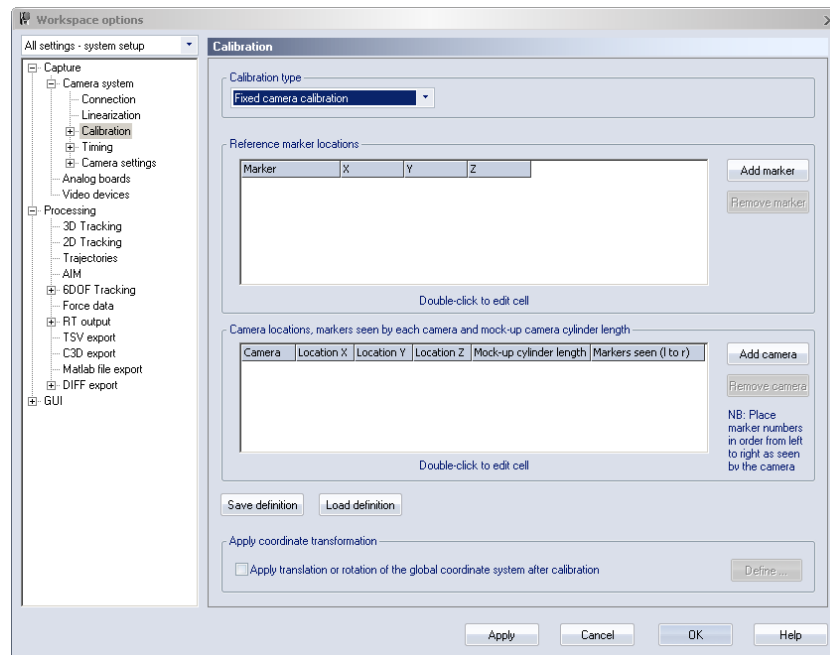 Workspace options
All settings - system setup
Capture
Camera system
Connection
Linearization
Calibration
Timing
Camera settings
Analog boards
Video devices
Processing
3D Tracking
2D Tracking
Trajectories
AIM
6DOF Tracking
Force data
RT output
TSV export
C3D export
Matlab file export
DIFF export
GUI
Calibration
Calibration type
Fixed camera calibration
Reference marker locations
Marker X Y Z
Add marker
Remove marker
Double-click to edit cell
Camera locations, markers seen by each camera and mock-up camera cylinder length
Camera Location X Location Y Location Z Mock-up cylinder length Markers seen (l to r)
Add camera
Remove camera
NB: Place
marker numbers
in order from left
to right as seen
by the camera
Double-click to edit cell
Save definition Load definition
Apply coordinate transformation
Apply translation or rotation of the global coordinate system after calibration
Define ...
Apply Cancel OK Help